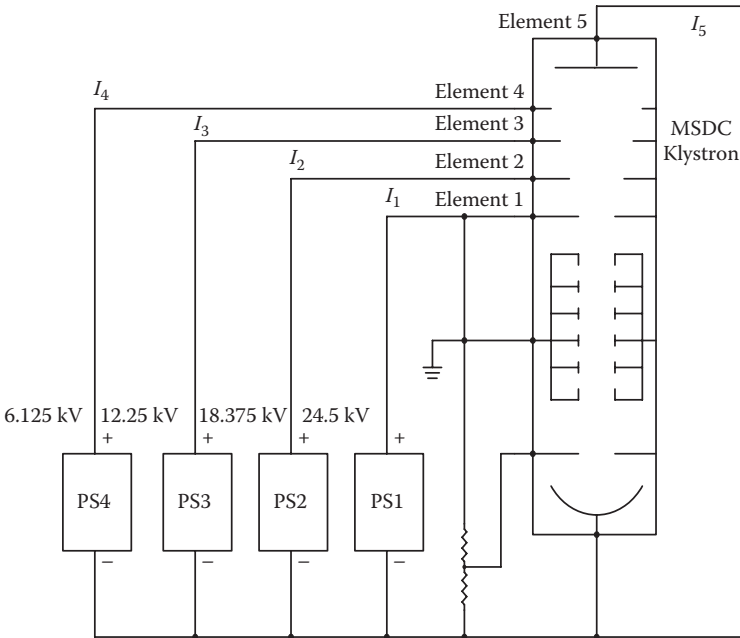 Element 5
I5
I4
Element 4
I3
Element 3
MSDC
Klystron
I2
Element 2
I1
Element 1
6.125 kV
12.25 kV
18.375 kV
24.5 kV
+
+
+
+
PS4
PS3
PS2
PS1
–
–
–
–